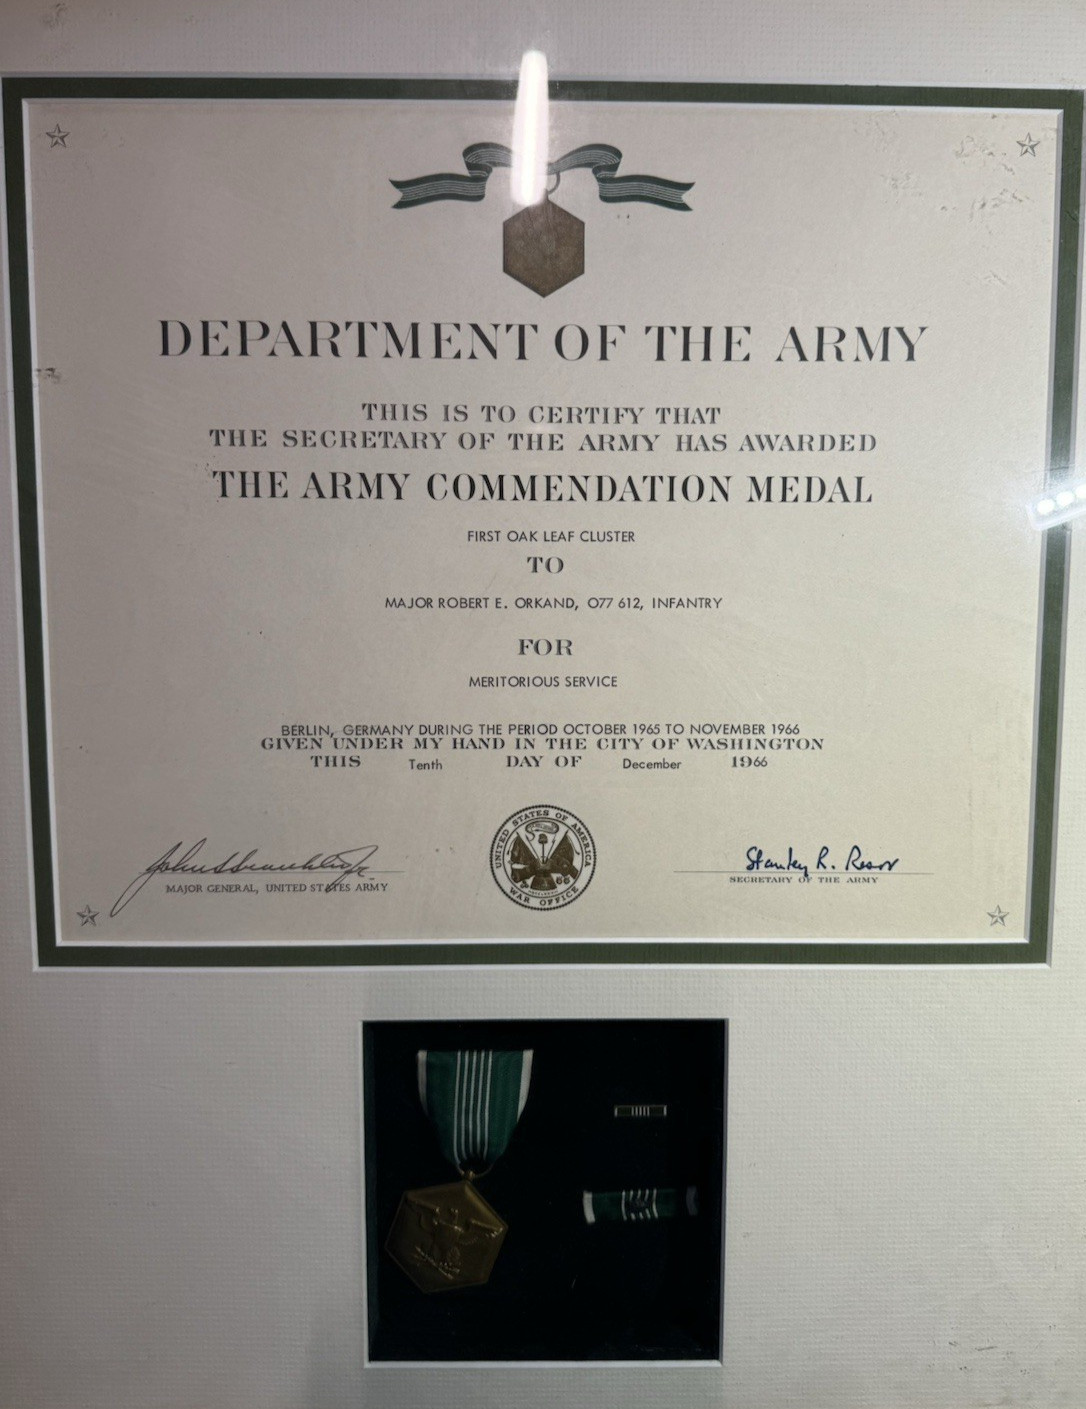 DEPARTMENT OF THE ARMY
THIS IS TO CERTIFY THAT
THE SECRETARY OF THE ARMY HAS AWARDED
THE ARMY COMMENDATION MEDAL
FIRST OAK LEAF CLUSTER
TO
MAJOR ROBERT E. ORKAND, O77 612, INFANTRY
FOR
MERITORIOUS SERVICE
BERLIN, GERMANY DURING THE PERIOD OCTOBER 1965 TO NOVEMBER 1966
GIVEN UNDER MY HAND IN THE CITY OF WASHINGTON
THIS Tenth DAY OF December 1966
UNITED STATES OF AMERICA
WAR OFFICE
Stanley R. Resor
MAJOR GENERAL, UNITED STATES ARMY
SECRETARY OF THE ARMY